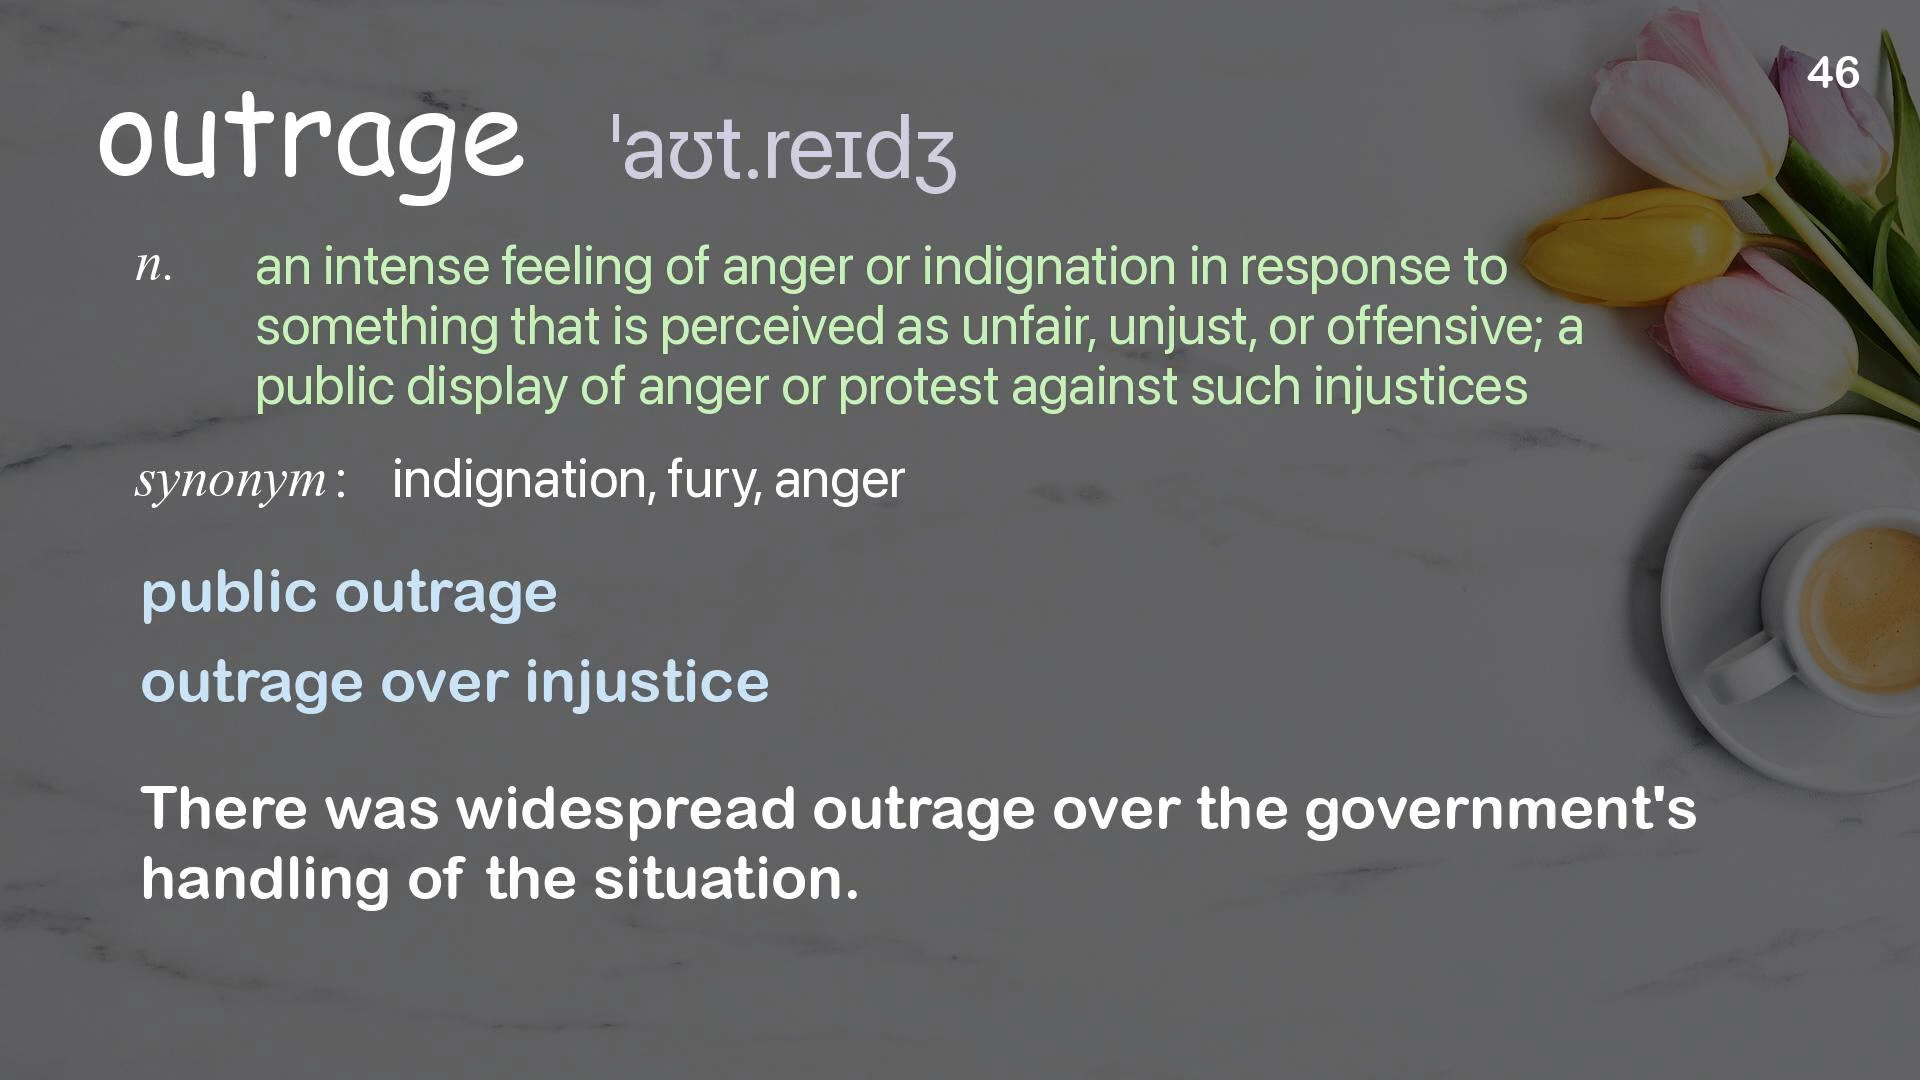 46
outrage ˈaʊt.reɪdʒ
n. an intense feeling of anger or indignation in response to
something that is perceived as unfair, unjust, or offensive; a
public display of anger or protest against such injustices
synonym: indignation, fury, anger
public outrage
outrage over injustice
There was widespread outrage over the government's
handling of the situation.